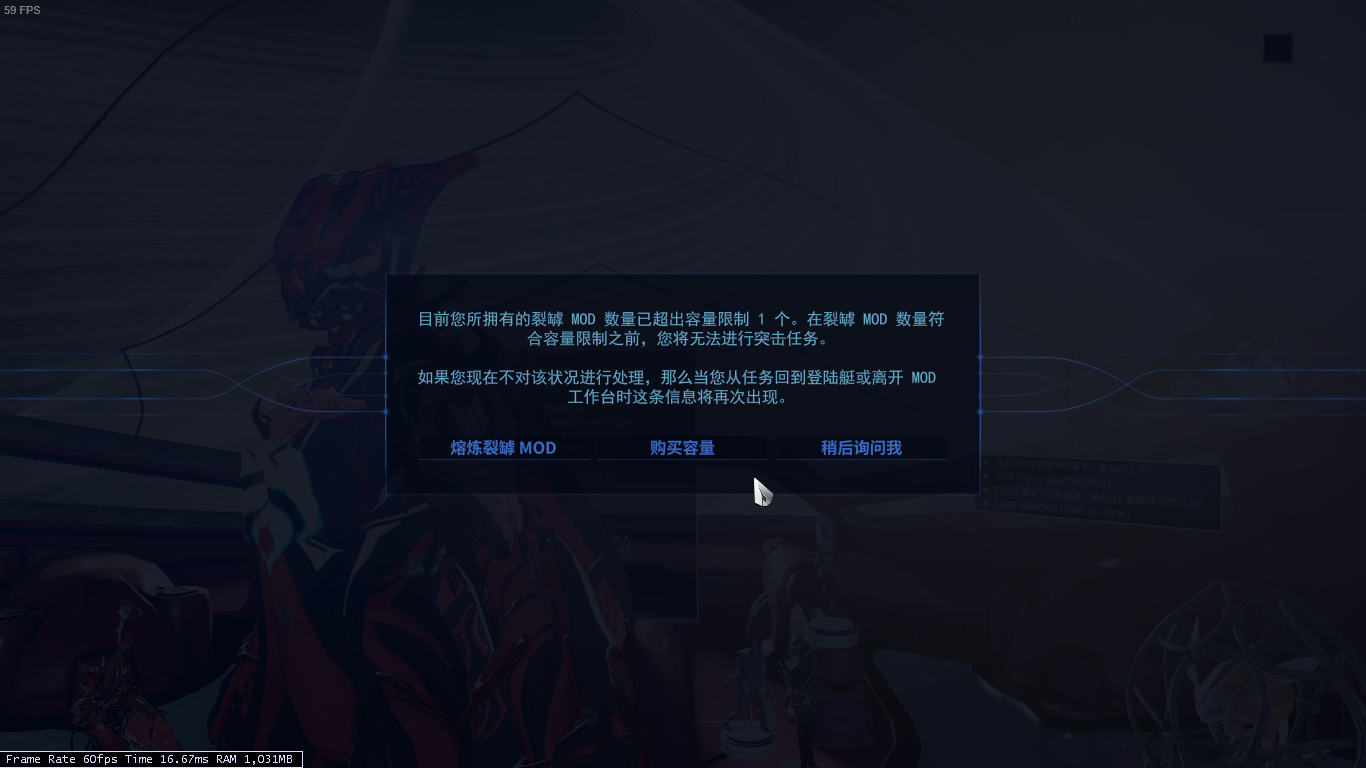 59 FPS
目前您所拥有的裂罅 MOD 数量已超出容量限制 1 个。在裂罅 MOD 数量符
合容量限制之前，您将无法进行突击任务。
如果您现在不对该状况进行处理，那么当您从任务回到登陆艇或离开 MOD
工作台时这条信息将再次出现。
熔炼裂罅 MOD
购买容量
稍后询问我
敌人
Frame Rate 60fps Time 16.67ms RAM 1,031MB